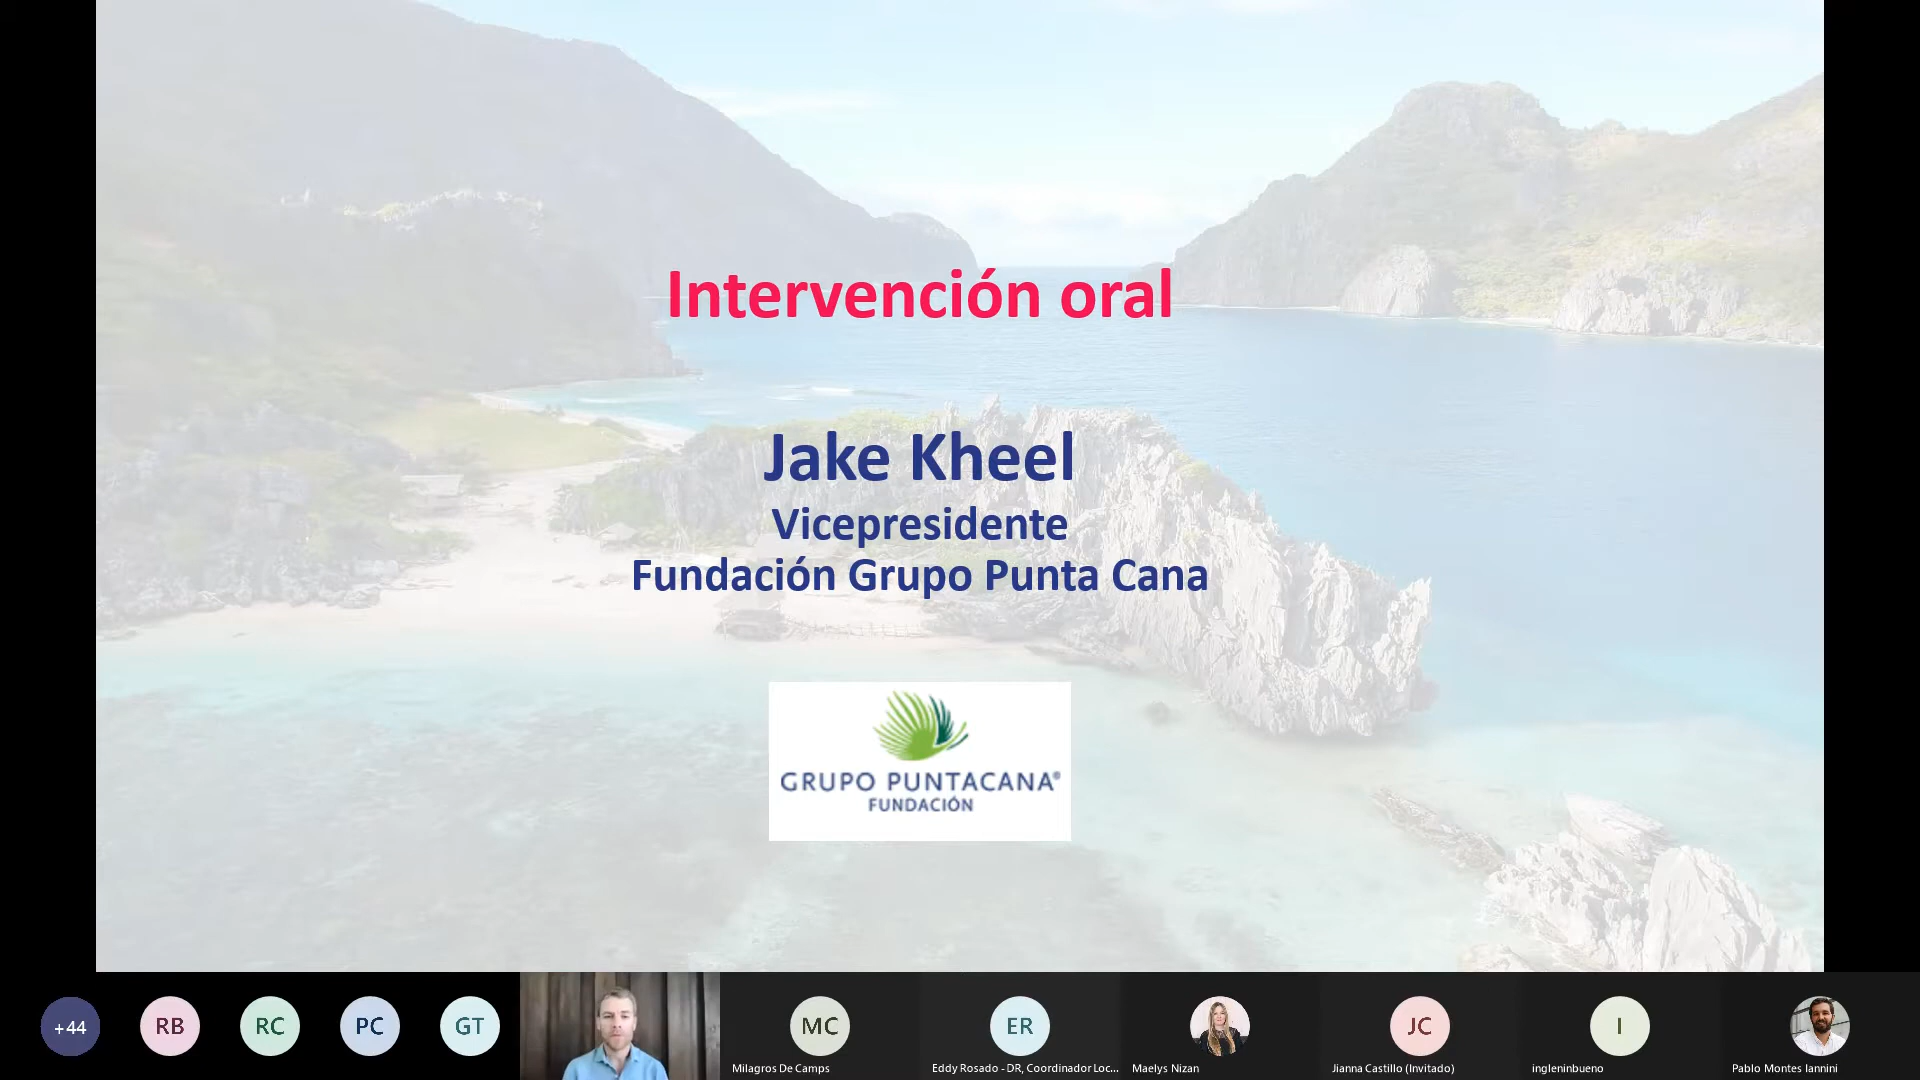 Intervención oral
Jake Kheel
Vicepresidente
Fundación Grupo Punta Cana
GRUPO PUNTACANA®
FUNDACIÓN
+44
RB
RC
PC
GT
MC
ER
JC
I
Milagros De Camps
Eddy Rosado - DR, Coordinador Loc...
Maelys Nizan
Jianna Castillo (Invitado)
ingleninbueno
Pablo Montes Iannini